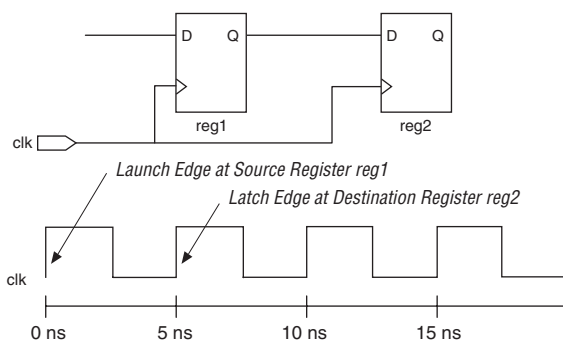 D Q D Q
reg1 reg2
clk
Launch Edge at Source Register reg1
Latch Edge at Destination Register reg2
clk
0 ns 5 ns 10 ns 15 ns